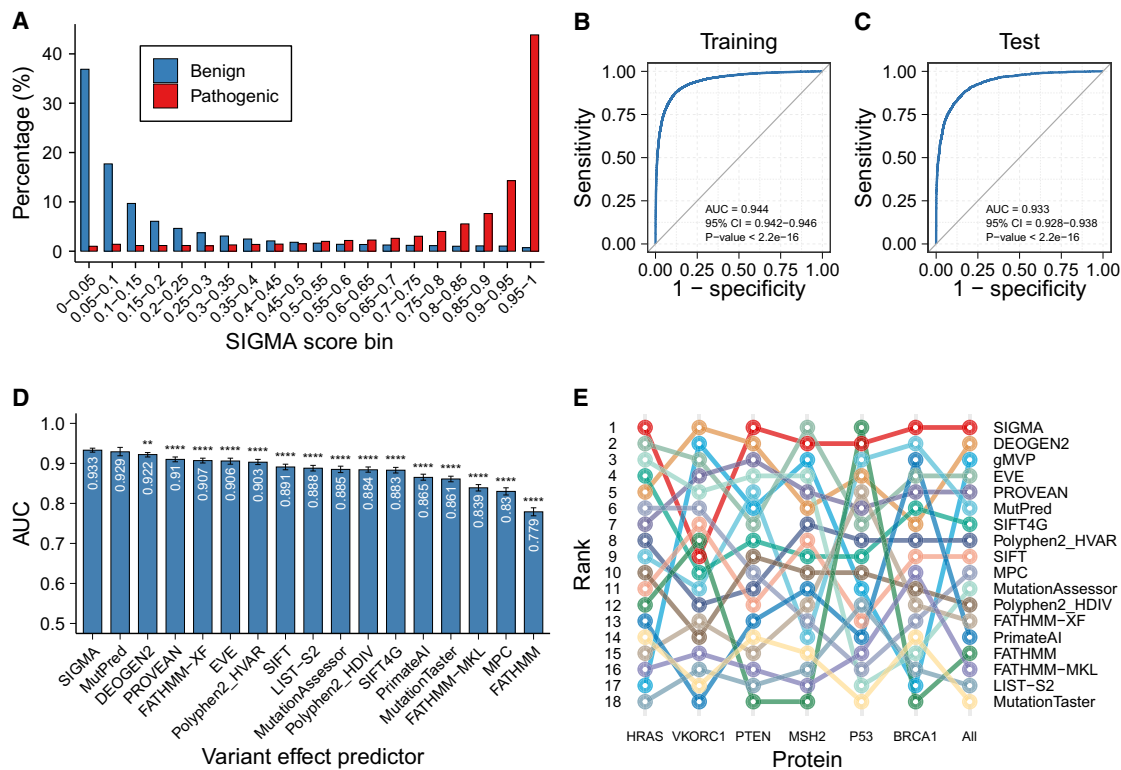 A
Percentage (%)
40
30
20
10
0
Benign
Pathogenic
0−0.05
0.05−0.1
0.1−0.15
0.15−0.2
0.2−0.25
0.25−0.3
0.3−0.35
0.35−0.4
0.4−0.45
0.45−0.5
0.5−0.55
0.55−0.6
0.6−0.65
0.65−0.7
0.7−0.75
0.75−0.8
0.8−0.85
0.85−0.9
0.9−0.95
0.95−1
SIGMA score bin
B
Training
Sensitivity
1.00
0.75
0.50
0.25
0.00
AUC = 0.944
95% CI = 0.942−0.946
P-value < 2.2e−16
0.00 0.25 0.50 0.75 1.00
1 − specificity
C
Test
Sensitivity
1.00
0.75
0.50
0.25
0.00
AUC = 0.933
95% CI = 0.928−0.938
P-value < 2.2e−16
0.00 0.25 0.50 0.75 1.00
1 − specificity
D
AUC
1.0
0.9
0.8
0.7
0.6
0.5
** **** **** **** **** **** **** **** **** **** **** **** **** **** ****
0.933
0.929
0.922
0.91
0.907
0.906
0.903
0.891
0.888
0.885
0.884
0.883
0.865
0.861
0.839
0.83
0.779
SIGMA
MutPred
DEOGEN2
PROVEAN
FATHMM−XF
EVE
Polyphen2_HVAR
SIFT
LIST−S2
MutationAssessor
Polyphen2_HDIV
SIFT4G
PrimateAI
MutationTaster
FATHMM−MKL
MPC
FATHMM
Variant effect predictor
E
Rank
1 SIGMA
2 DEOGEN2
3 gMVP
4 EVE
5 PROVEAN
6 MutPred
7 SIFT4G
8 Polyphen2_HVAR
9 SIFT
10 MPC
11 MutationAssessor
12 Polyphen2_HDIV
13 FATHMM−XF
14 PrimateAI
15 FATHMM
16 FATHMM−MKL
17 LIST−S2
18 MutationTaster
HRAS VKORC1 PTEN MSH2 P53 BRCA1 All
Protein